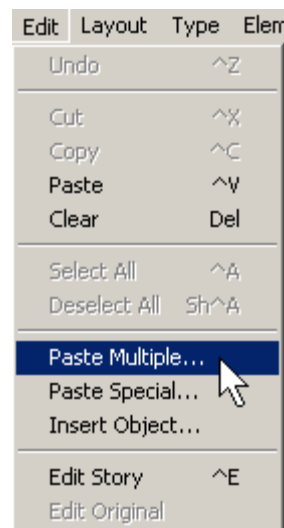 Edit Layout Type Elem
Undo ^Z
Cut ^X
Copy ^C
Paste ^V
Clear Del
Select All ^A
Deselect All Sh^A
Paste Multiple...
Paste Special...
Insert Object...
Edit Story ^E
Edit Original